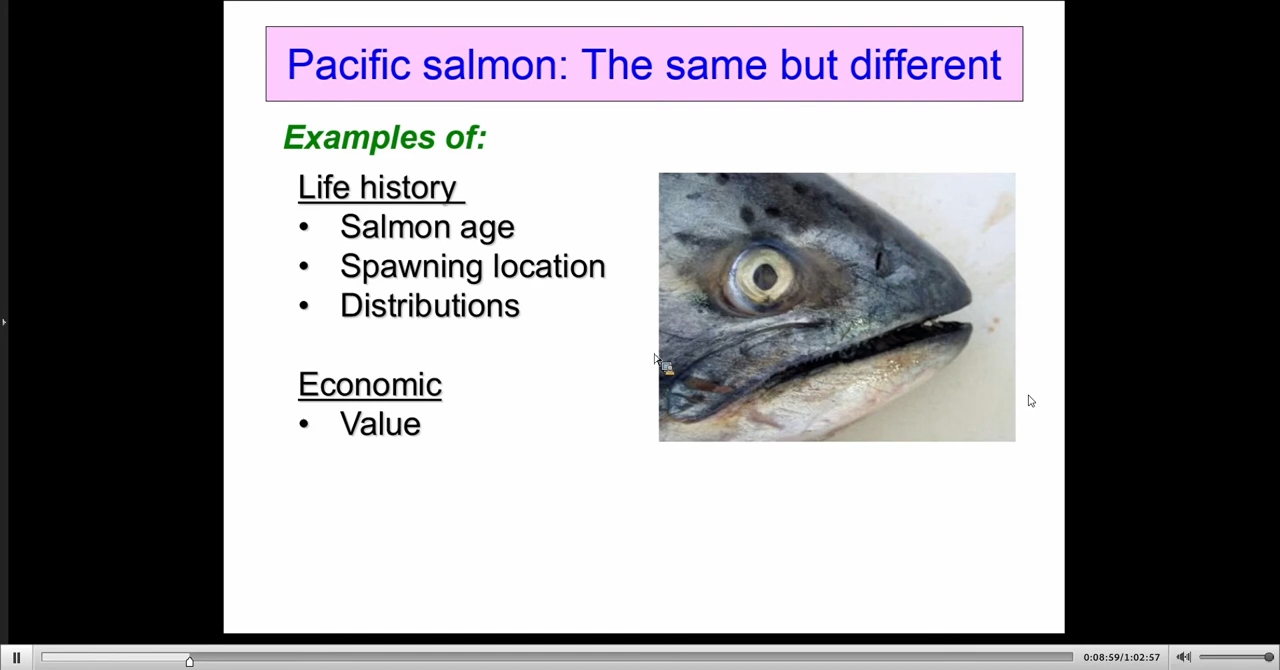 Pacific salmon: The same but different
Examples of:
Life history
• Salmon age
• Spawning location
• Distributions
Economic
• Value
0:08:59/1:02:57